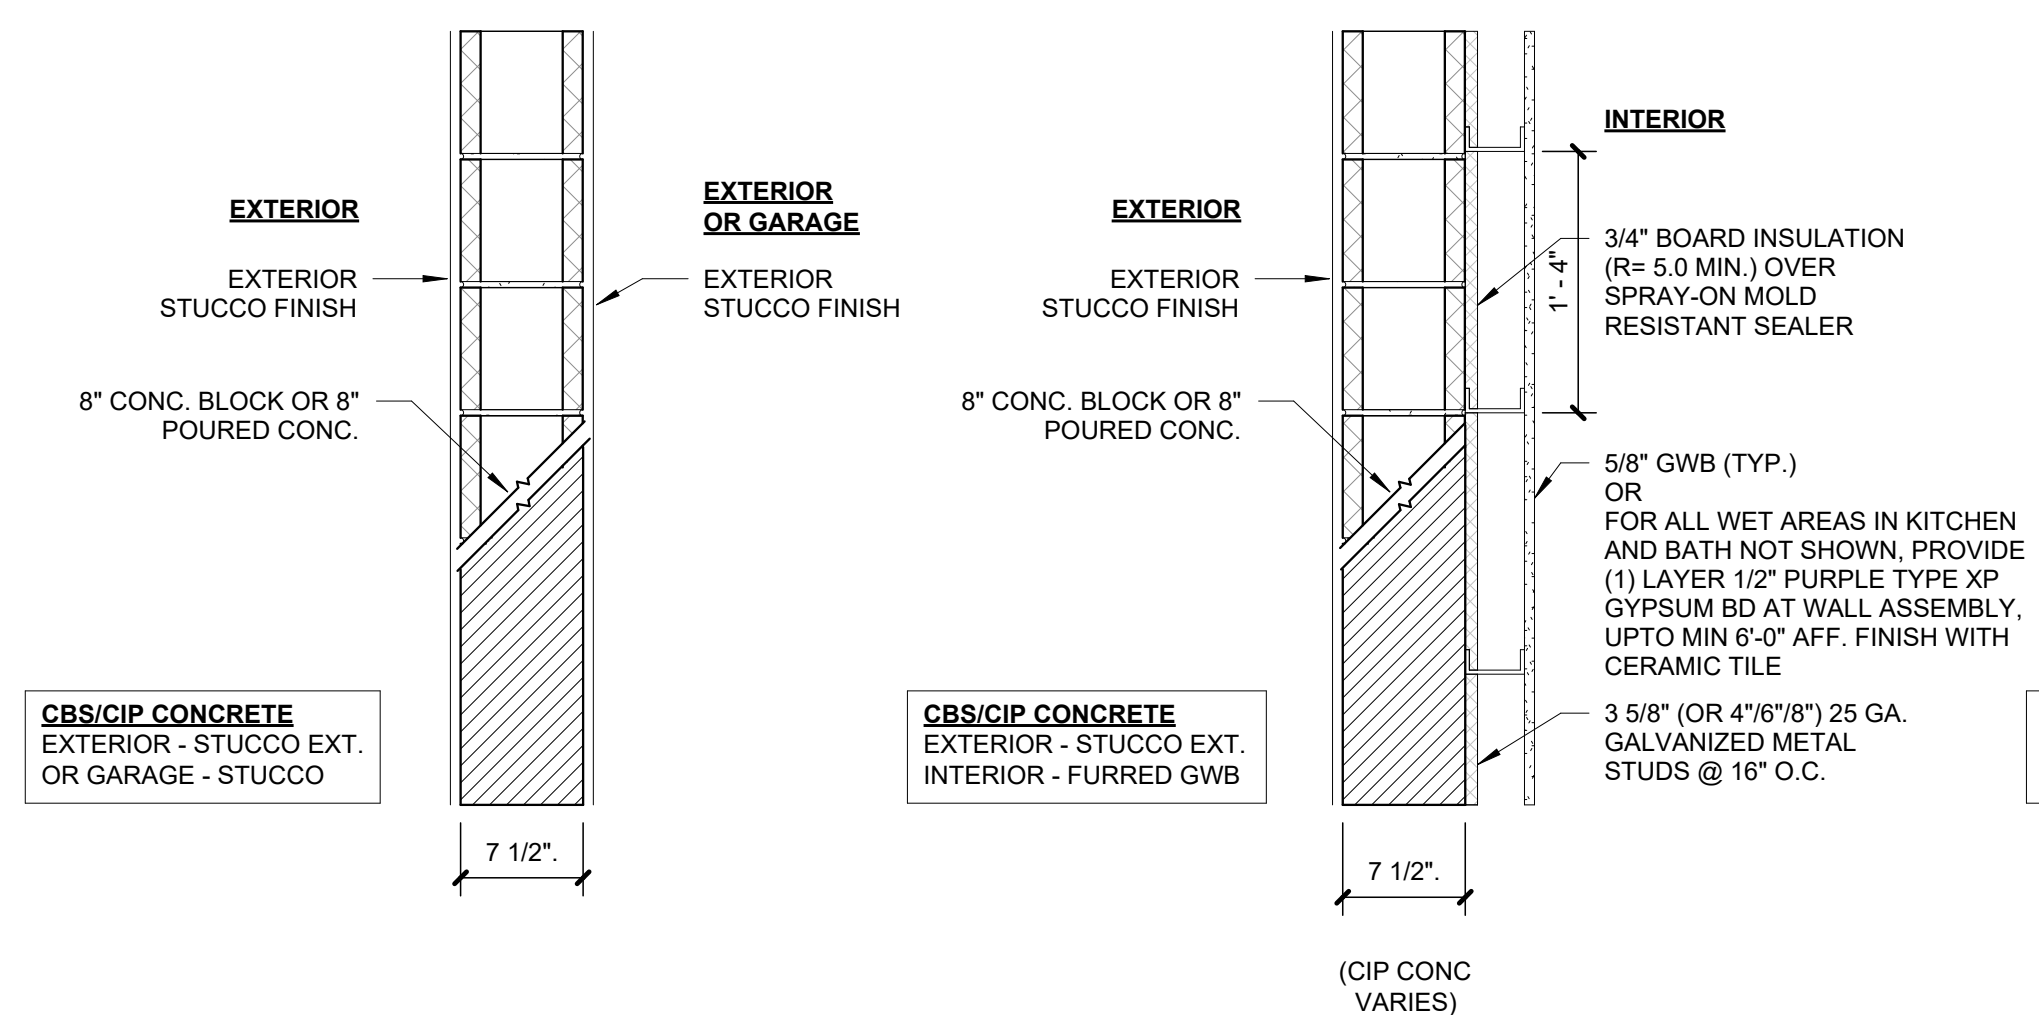 EXTERIOR
EXTERIOR
STUCCO FINISH
8" CONC. BLOCK OR 8"
POURED CONC.
EXTERIOR
OR GARAGE
EXTERIOR
STUCCO FINISH
CBS/CIP CONCRETE
EXTERIOR - STUCCO EXT.
OR GARAGE - STUCCO
7 1/2".
EXTERIOR
EXTERIOR
STUCCO FINISH
8" CONC. BLOCK OR 8"
POURED CONC.
INTERIOR
1' - 4"
3/4" BOARD INSULATION
(R= 5.0 MIN.) OVER
SPRAY-ON MOLD
RESISTANT SEALER
5/8" GWB (TYP.)
OR
FOR ALL WET AREAS IN KITCHEN
AND BATH NOT SHOWN, PROVIDE
(1) LAYER 1/2" PURPLE TYPE XP
GYPSUM BD AT WALL ASSEMBLY,
UPTO MIN 6'-0" AFF. FINISH WITH
CERAMIC TILE
3 5/8" (OR 4"/6"/8") 25 GA.
GALVANIZED METAL
STUDS @ 16" O.C.
CBS/CIP CONCRETE
EXTERIOR - STUCCO EXT.
INTERIOR - FURRED GWB
7 1/2".
(CIP CONC
VARIES)